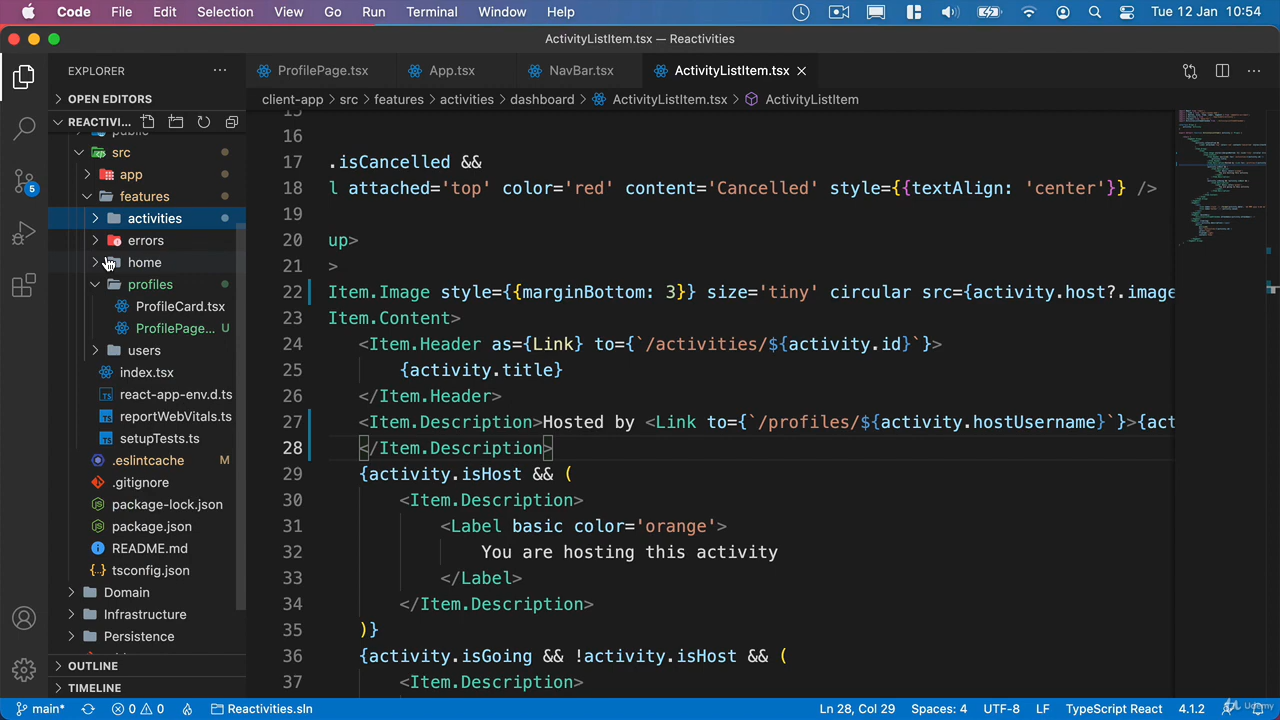 Code File Edit Selection View Go Run Terminal Window Help Tue 12 Jan 10:54
ActivityListItem.tsx — Reactivities
EXPLORER
ProfilePage.tsx App.tsx NavBar.tsx ActivityListItem.tsx
OPEN EDITORS
client-app > src > features > activities > dashboard > ActivityListItem.tsx > ActivityListItem
REACTIVI...
public
src
app
features
activities
errors
home
profiles
ProfileCard.tsx
ProfilePage... U
users
index.tsx
react-app-env.d.ts
reportWebVitals.ts
setupTests.ts
.eslintcache M
.gitignore
package-lock.json
package.json
README.md
tsconfig.json
Domain
Infrastructure
Persistence
OUTLINE
TIMELINE
5
15
16
17 .isCancelled &&
18 l attached='top' color='red' content='Cancelled' style={{textAlign: 'center'}} />
19
20 up>
21 >
22 Item.Image style={{marginBottom: 3}} size='tiny' circular src={activity.host?.image
23 Item.Content>
24 <Item.Header as={Link} to={`/activities/${activity.id}`}>
25 {activity.title}
26 </Item.Header>
27 <Item.Description>Hosted by <Link to={`/profiles/${activity.hostUsername}`}>{act
28 </Item.Description>
29 {activity.isHost && (
30 <Item.Description>
31 <Label basic color='orange'>
32 You are hosting this activity
33 </Label>
34 </Item.Description>
35 )}
36 {activity.isGoing && !activity.isHost && (
37 <Item.Description>
main* 0 0 Reactivities.sln Ln 28, Col 29 Spaces: 4 UTF-8 LF TypeScript React 4.1.2
Udemy